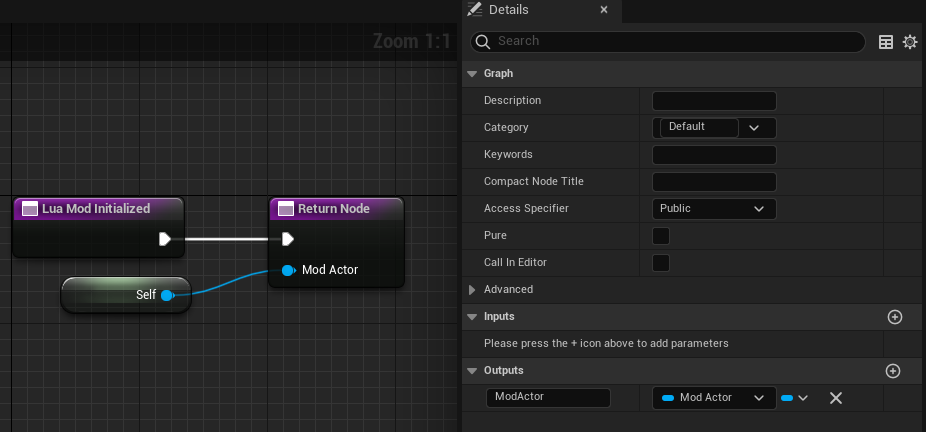 Details
Zoom 1:1
Search
Graph
Description
Category
Default
Keywords
Compact Node Title
Access Specifier
Public
Pure
Call In Editor
Advanced
Inputs
Please press the + icon above to add parameters
Outputs
ModActor
Mod Actor
Lua Mod Initialized
Return Node
Mod Actor
Self